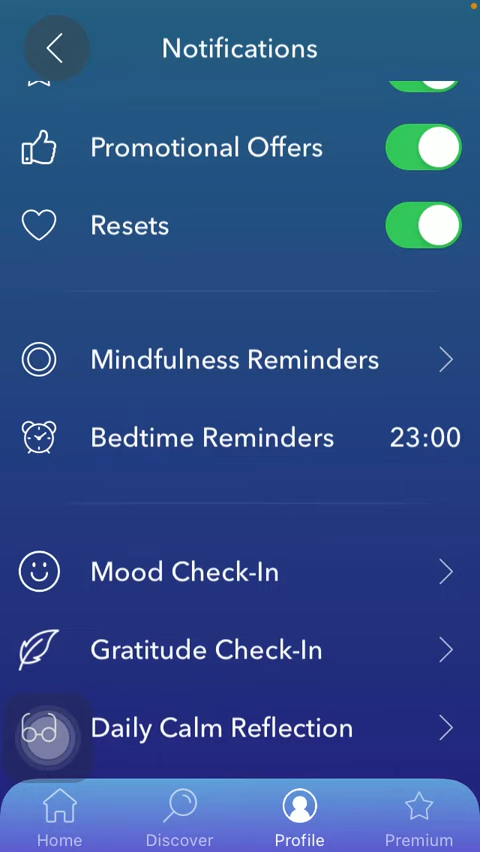 Notifications
Promotional Offers
Resets
Mindfulness Reminders
Bedtime Reminders 23:00
Mood Check-In
Gratitude Check-In
Daily Calm Reflection
Home Discover Profile Premium